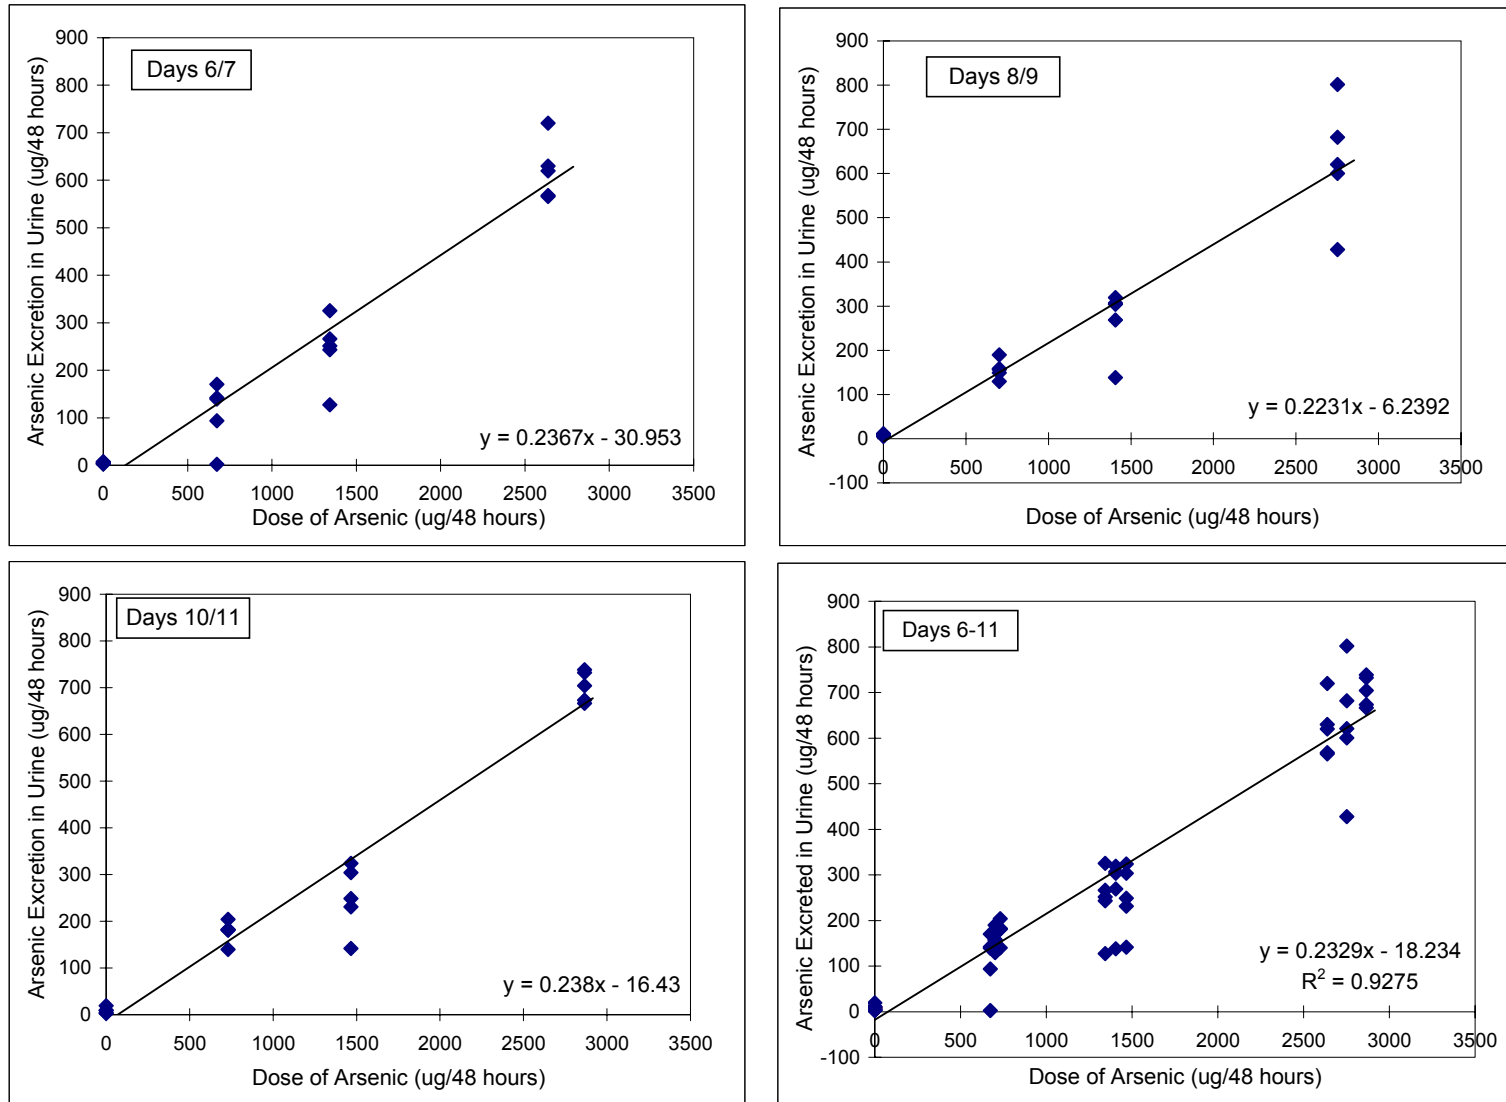 Days 6/7
Arsenic Excretion in Urine (ug/48 hours)
900
800
700
600
500
400
300
200
100
0
y = 0.2367x - 30.953
0 500 1000 1500 2000 2500 3000 3500
Dose of Arsenic (ug/48 hours)
Days 8/9
Arsenic Excretion in Urine (ug/48 hours)
900
800
700
600
500
400
300
200
100
0
-100
y = 0.2231x - 6.2392
0 500 1000 1500 2000 2500 3000 3500
Dose of Arsenic (ug/48 hours)
Days 10/11
Arsenic Excretion in Urine (ug/48 hours)
900
800
700
600
500
400
300
200
100
0
y = 0.238x - 16.43
0 500 1000 1500 2000 2500 3000 3500
Dose of Arsenic (ug/48 hours)
Days 6-11
Arsenic Excreted in Urine (ug/48 hours)
900
800
700
600
500
400
300
200
100
0
-100
y = 0.2329x - 18.234
R² = 0.9275
0 500 1000 1500 2000 2500 3000 3500
Dose of Arsenic (ug/48 hours)